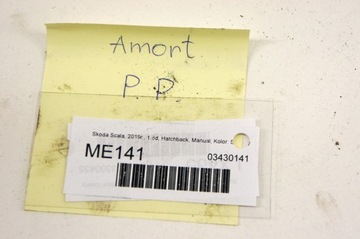 Amort
P.P.
Skoda Scala, 2019r., 1.0d, Hatchback, Manual, Kolor:
ME141
03430141